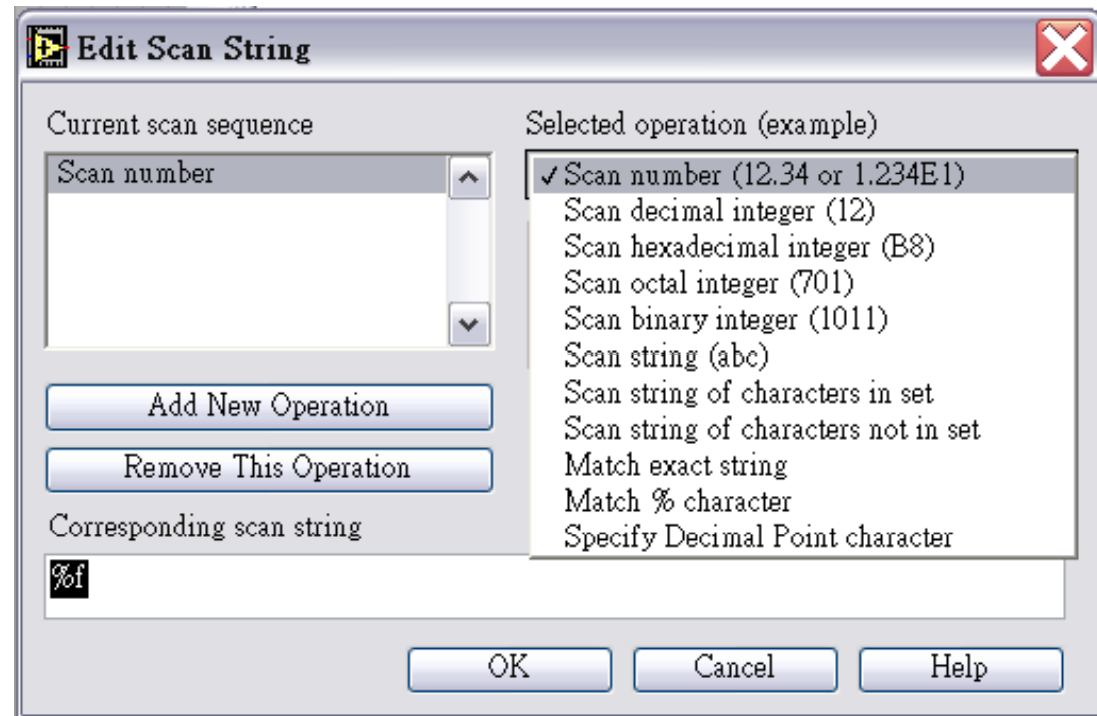 Edit Scan String
Current scan sequence
Scan number
Add New Operation
Remove This Operation
Selected operation (example)
✓ Scan number (12.34 or 1.234E1)
Scan decimal integer (12)
Scan hexadecimal integer (B8)
Scan octal integer (701)
Scan binary integer (1011)
Scan string (abc)
Scan string of characters in set
Scan string of characters not in set
Match exact string
Match % character
Specify Decimal Point character
Corresponding scan string
%f
OK
Cancel
Help